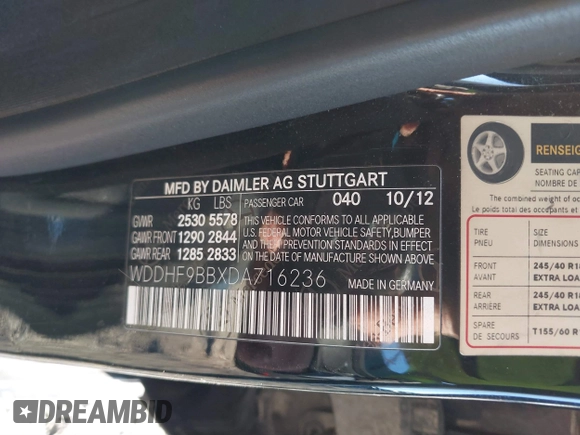 MFD BY DAIMLER AG STUTTGART
KG LBS PASSENGER CAR 040 10/12
GVWR 2530 5578
GAWR FRONT 1290 2844
GAWR REAR 1285 2833
THIS VEHICLE CONFORMS TO ALL APPLICABLE
U.S. FEDERAL MOTOR VEHICLE SAFETY, BUMPER
AND THEFT PREVENTION STANDARDS IN EFFECT
ON THE DATE OF MANUFACTURE SHOWN ABOVE
WDDHF9BBXDA716236 MADE IN GERMANY
RENSEIG
SEATING CAP
NOMBRE DE
The combined weight of oc
Le poids total des occupants et
TIRE SIZE
PNEU DIMENSIONS
FRONT 245/40 R18
AVANT EXTRA LOA
REAR 245/40 R18
ARRIÈRE EXTRA LOA
SPARE T155/60 R
DE SECOURS
DREAMBID